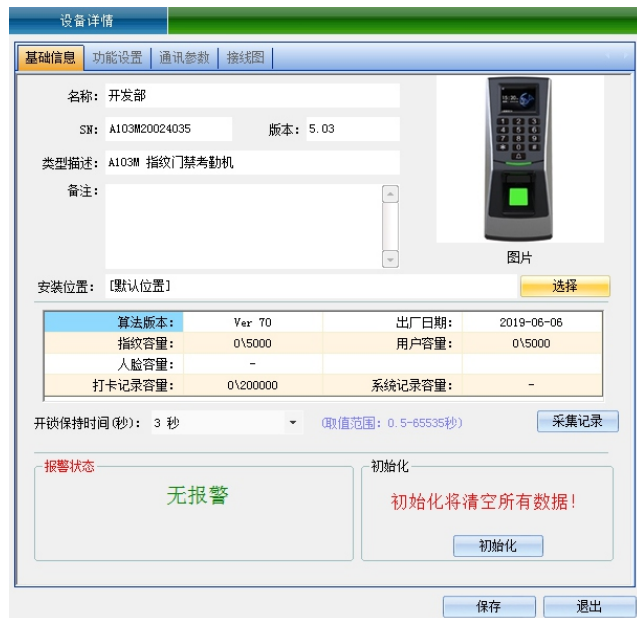 设备详情
基础信息 功能设置 通讯参数 接线图
名称: 开发部
SN: A103M20024035 版本: 5.03
类型描述: A103M 指纹门禁考勤机
备注:
图片
安装位置: [默认位置] 选择
算法版本: Ver 70 出厂日期: 2019-06-06
指纹容量: 0\5000 用户容量: 0\5000
人脸容量: -
打卡记录容量: 0\200000 系统记录容量: -
开锁保持时间(秒): 3 秒 (取值范围: 0.5-65535秒) 采集记录
报警状态 初始化
无报警 初始化将清空所有数据!
初始化
保存 退出